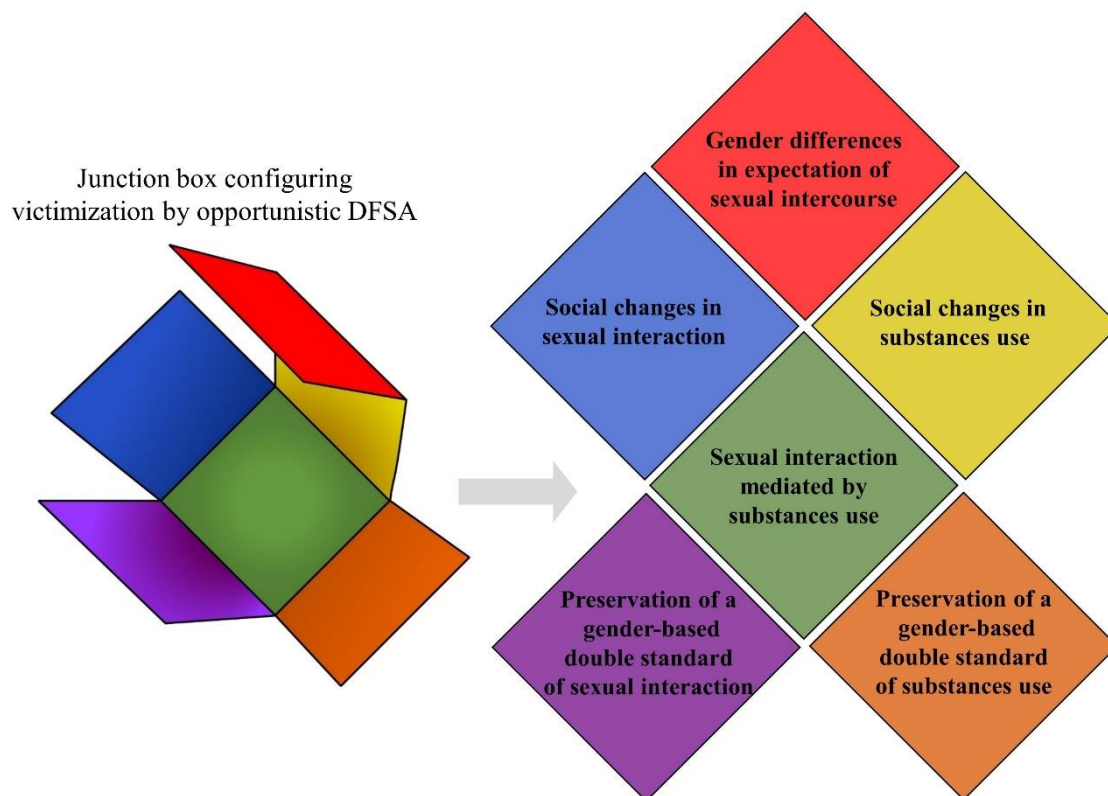 Junction box configuring
victimization by opportunistic DFSA
Gender differences
in expectation of
sexual intercourse
Social changes in
sexual interaction
Social changes in
substances use
Sexual interaction
mediated by
substances use
Preservation of a
gender-based
double standard
of sexual interaction
Preservation of a
gender-based
double standard
of substances use